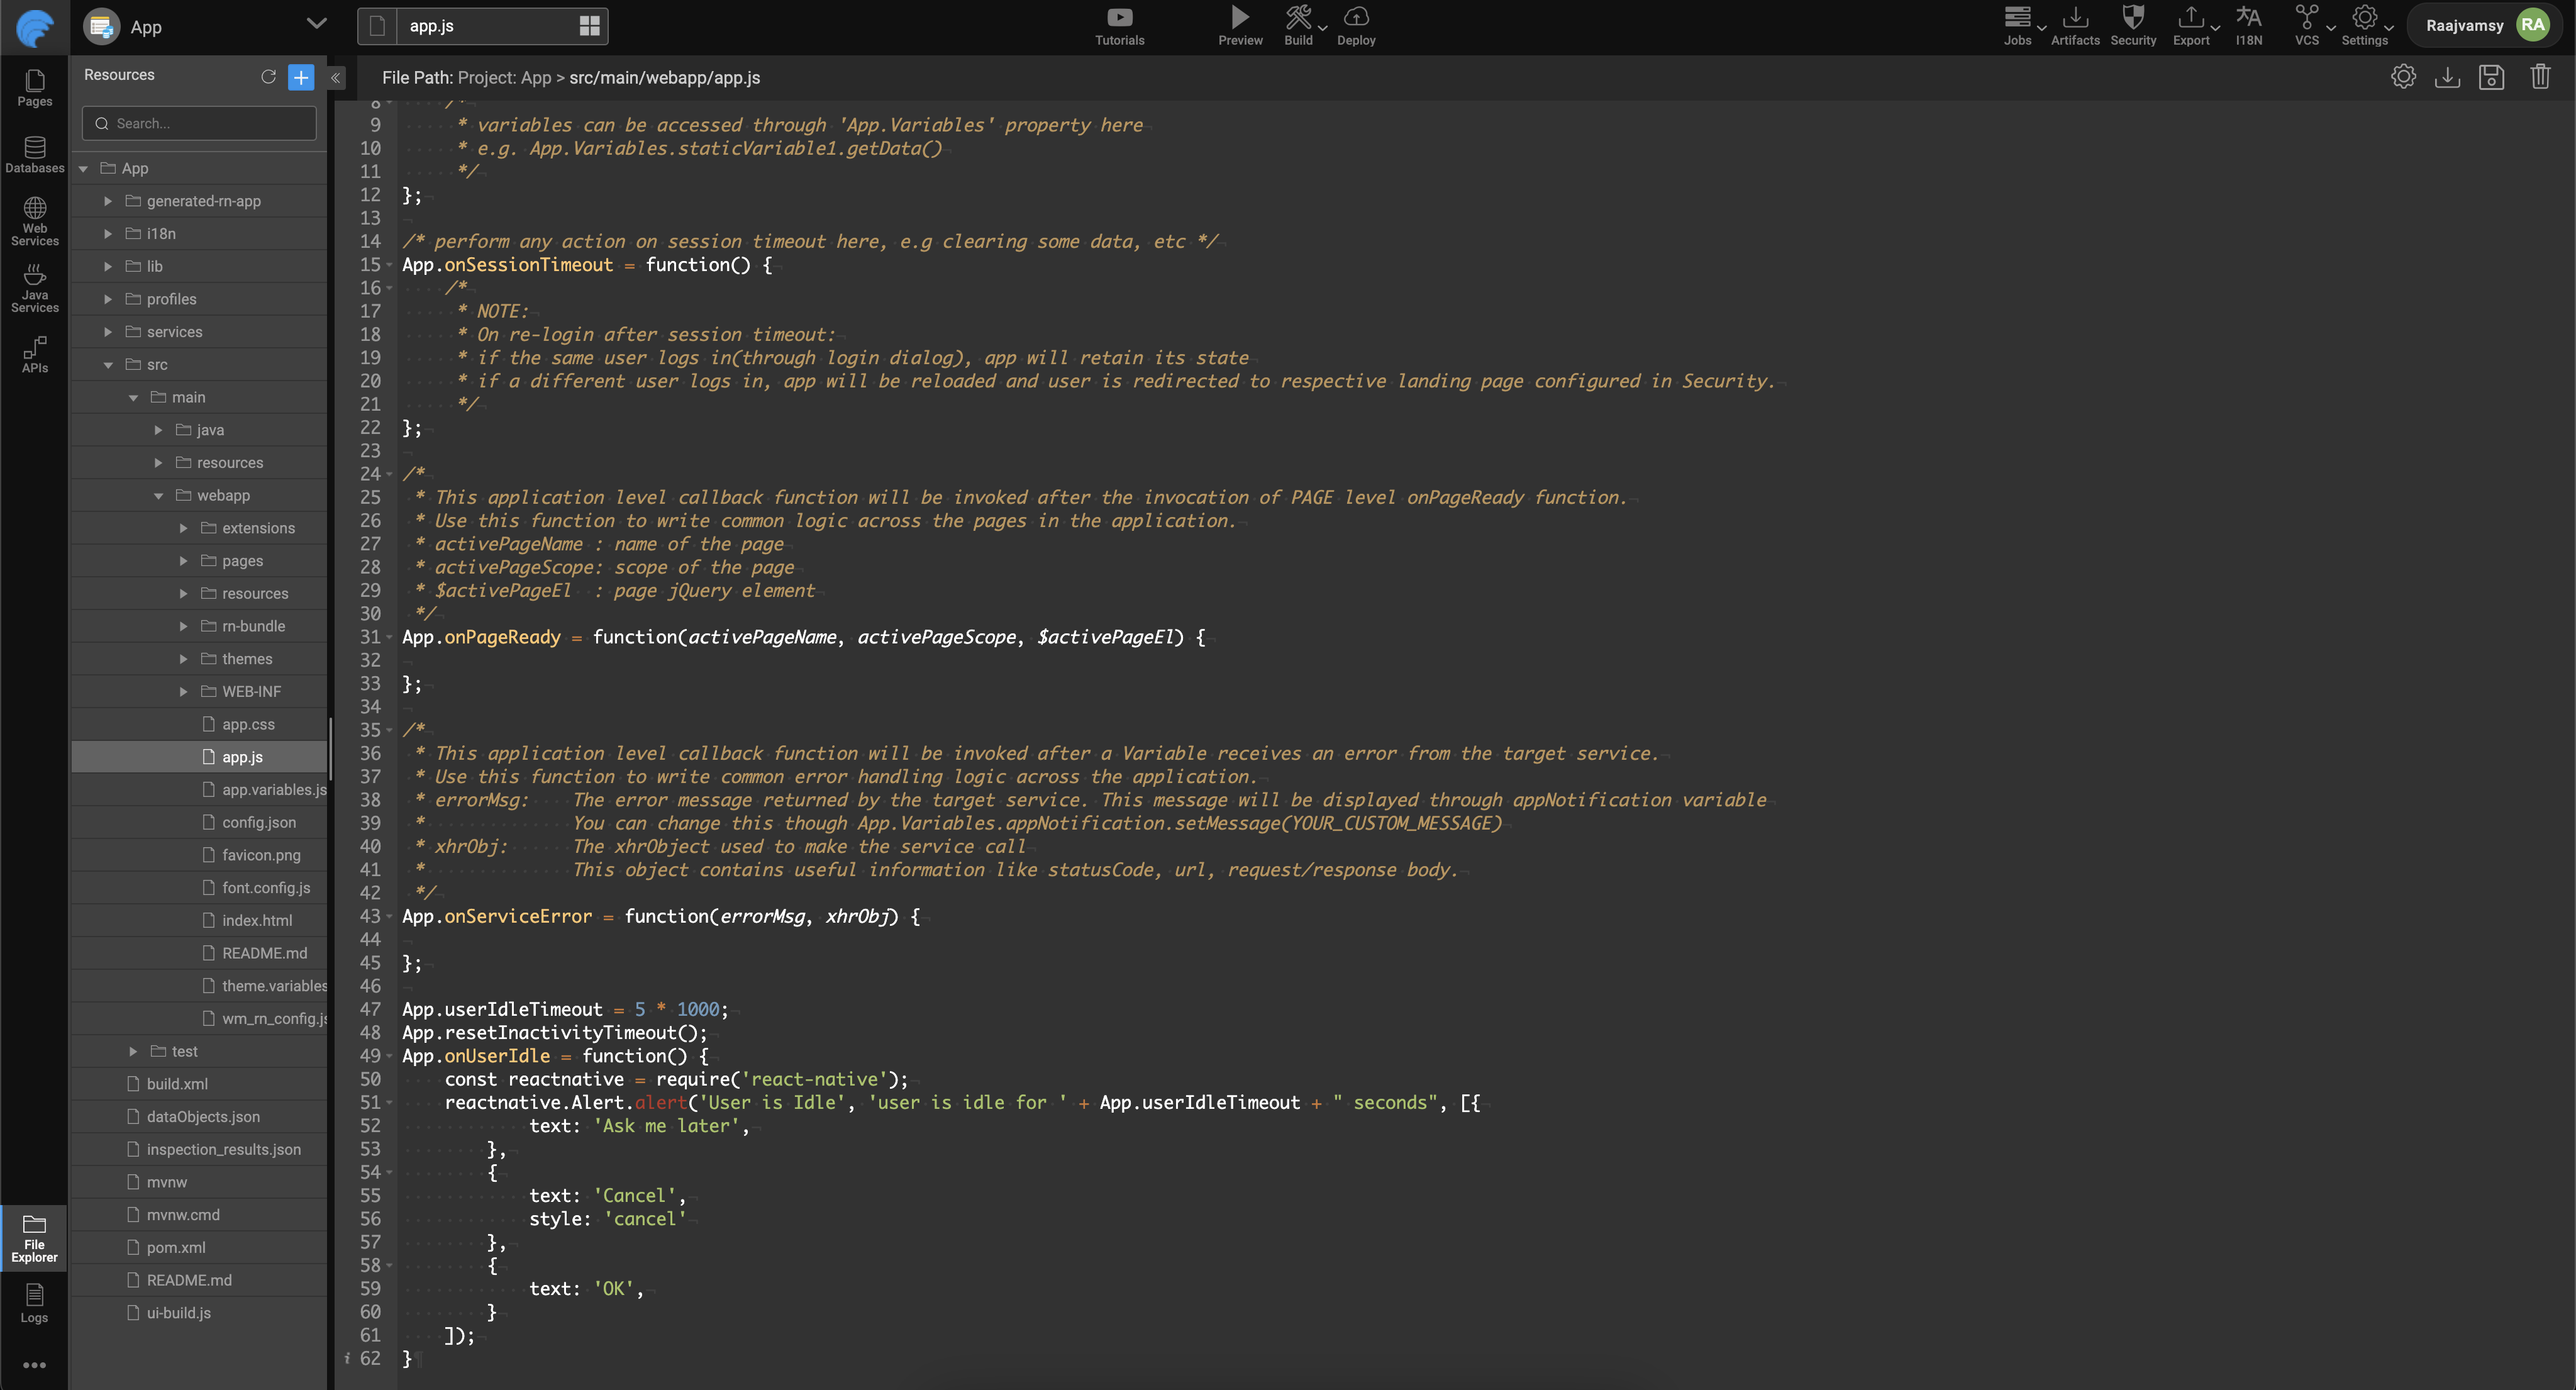 App
app.js
Tutorials
Preview
Build
Deploy
Jobs
Artifacts
Security
Export
I18N
VCS
Settings
Raajvamsy
RA
Pages
Databases
Web
Services
Java
Services
APIs
File
Explorer
Logs
Resources
Search...
App
generated-rn-app
i18n
lib
profiles
services
src
main
java
resources
webapp
extensions
pages
resources
rn-bundle
themes
WEB-INF
app.css
app.js
app.variables.js
config.json
favicon.png
font.config.js
index.html
README.md
theme.variables
wm_rn_config.js
test
build.xml
dataObjects.json
inspection_results.json
mvnw
mvnw.cmd
pom.xml
README.md
ui-build.js
File Path: Project: App > src/main/webapp/app.js
8 /*
9 * variables can be accessed through 'App.Variables' property here
10 * e.g. App.Variables.staticVariable1.getData()
11 */
12 };
13
14 /* perform any action on session timeout here, e.g clearing some data, etc */
15 App.onSessionTimeout = function() {
16 /*
17 * NOTE:
18 * On re-login after session timeout:
19 * if the same user logs in(through login dialog), app will retain its state
20 * if a different user logs in, app will be reloaded and user is redirected to respective landing page configured in Security.
21 */
22 };
23
24 /*
25 * This application level callback function will be invoked after the invocation of PAGE level onPageReady function.
26 * Use this function to write common logic across the pages in the application.
27 * activePageName : name of the page
28 * activePageScope: scope of the page
29 * $activePageEl : page jQuery element
30 */
31 App.onPageReady = function(activePageName, activePageScope, $activePageEl) {
32
33 };
34
35 /*
36 * This application level callback function will be invoked after a Variable receives an error from the target service.
37 * Use this function to write common error handling logic across the application.
38 * errorMsg: The error message returned by the target service. This message will be displayed through appNotification variable
39 * You can change this though App.Variables.appNotification.setMessage(YOUR_CUSTOM_MESSAGE)
40 * xhrObj: The xhrObject used to make the service call
41 * This object contains useful information like statusCode, url, request/response body.
42 */
43 App.onServiceError = function(errorMsg, xhrObj) {
44
45 };
46
47 App.userIdleTimeout = 5 * 1000;
48 App.resetInactivityTimeout();
49 App.onUserIdle = function() {
50 const reactnative = require('react-native');
51 reactnative.Alert.alert('User is Idle', 'user is idle for ' + App.userIdleTimeout + " seconds", [{
52 text: 'Ask me later',
53 },
54 {
55 text: 'Cancel',
56 style: 'cancel'
57 },
58 {
59 text: 'OK',
60 }
61 ]);
i 62 }